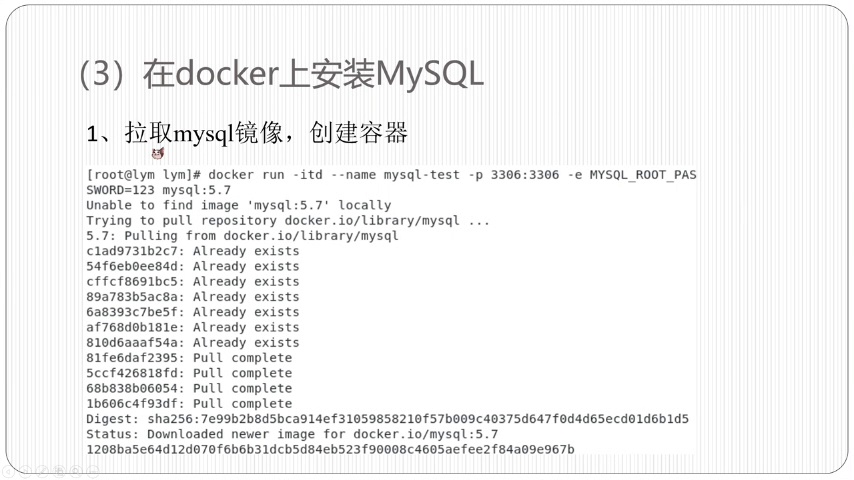 （3）在docker上安装MySQL
1、拉取mysql镜像，创建容器
[root@lym lym]# docker run -itd --name mysql-test -p 3306:3306 -e MYSQL_ROOT_PAS
SWORD=123 mysql:5.7
Unable to find image 'mysql:5.7' locally
Trying to pull repository docker.io/library/mysql ...
5.7: Pulling from docker.io/library/mysql
c1ad9731b2c7: Already exists
54f6eb0ee84d: Already exists
cffcf8691bc5: Already exists
89a783b5ac8a: Already exists
6a8393c7be5f: Already exists
af768d0b181e: Already exists
810d6aaaf54a: Already exists
81fe6daf2395: Pull complete
5ccf426818fd: Pull complete
68b838b06054: Pull complete
1b606c4f93df: Pull complete
Digest: sha256:7e99b2b8d5bca914ef31059858210f57b009c40375d647f0d4d65ecd01d6b1d5
Status: Downloaded newer image for docker.io/mysql:5.7
1208ba5e64d12d070f6b6b31dcb5d84eb523f90008c4605aefee2f84a09e967b